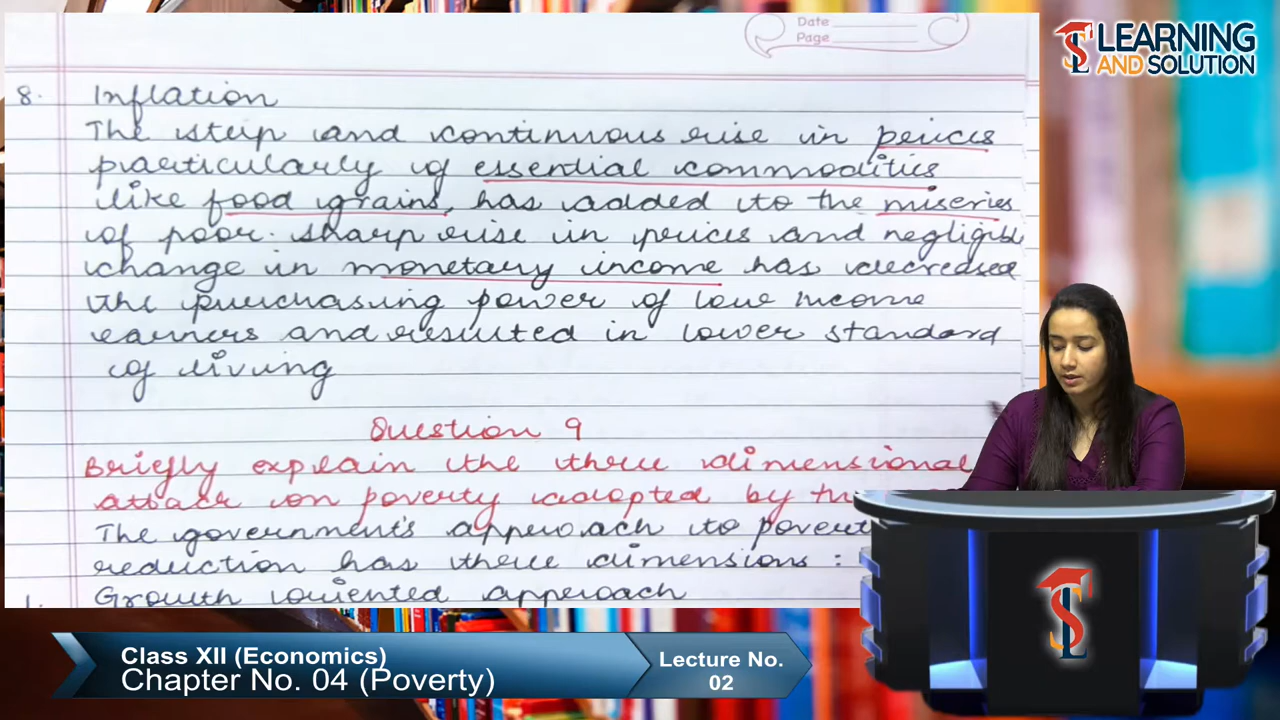 Date
Page
LEARNING
AND SOLUTION
8. Inflation
The steep and continuous rise in prices
particularly of essential commodities
like food grains, has added to the miseries
of poor. sharp rise in prices and negligible
change in monetary income has decreased
the purchasing power of low income
earners and resulted in lower standard
of living
Question 9
Briefly explain the three dimensional
attack on poverty adopted by
The government's approach to
reduction has three dimensions :
1. Growth oriented approach
Class XII (Economics)
Chapter No. 04 (Poverty)
Lecture No.
02